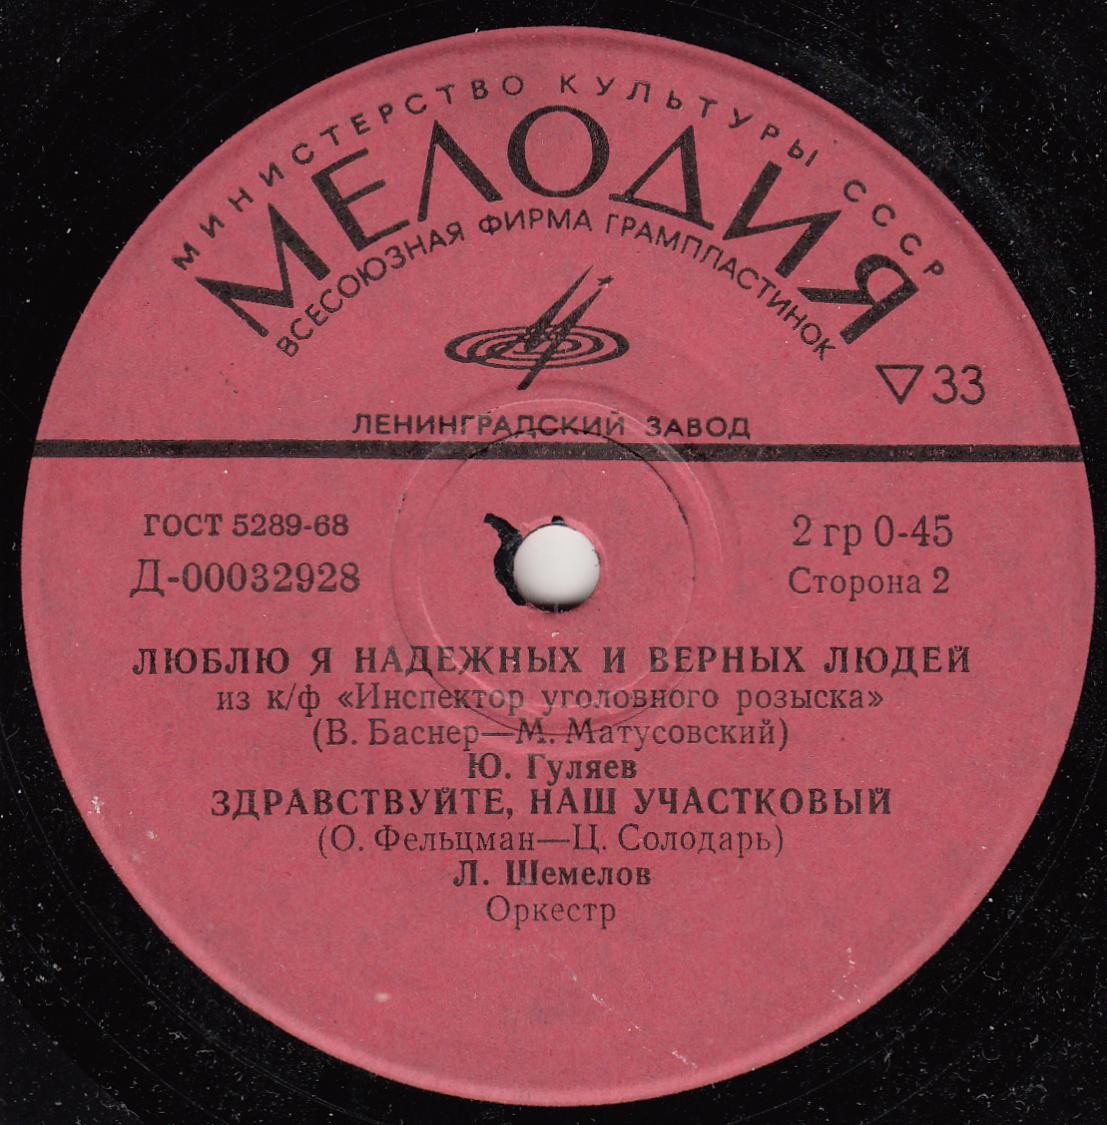 МИНИСТЕРСТВО КУЛЬТУРЫ СССР
МЕЛОДИЯ
ВСЕСОЮЗНАЯ ФИРМА ГРАМПЛАСТИНОК
33
ЛЕНИНГРАДСКИЙ ЗАВОД
ГОСТ 5289-68
Д-00032928
2 гр 0-45
Сторона 2
ЛЮБЛЮ Я НАДЕЖНЫХ И ВЕРНЫХ ЛЮДЕЙ
из к/ф «Инспектор уголовного розыска»
(В. Баснер—М. Матусовский)
Ю. Гуляев
ЗДРАВСТВУЙТЕ, НАШ УЧАСТКОВЫЙ
(О. Фельцман—Ц. Солодарь)
Л. Шемелов
Оркестр